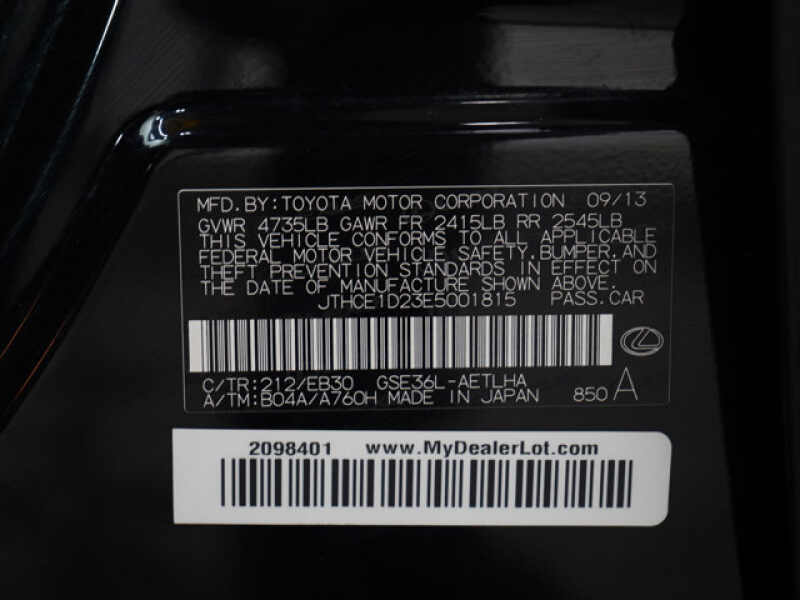 MFD.BY:TOYOTA MOTOR CORPORATION 09/13
GVWR 4735LB GAWR FR 2415LB RR 2545LB
THIS VEHICLE CONFORMS TO ALL APPLICABLE
FEDERAL MOTOR VEHICLE SAFETY,BUMPER,AND
THEFT PREVENTION STANDARDS IN EFFECT ON
THE DATE OF MANUFACTURE SHOWN ABOVE.
JTHCE1D23E5001815 PASS.CAR
C/TR:212/EB30 GSE36L-AETLHA
A/TM:B04A/A760H MADE IN JAPAN 850 A
2098401 www.MyDealerLot.com